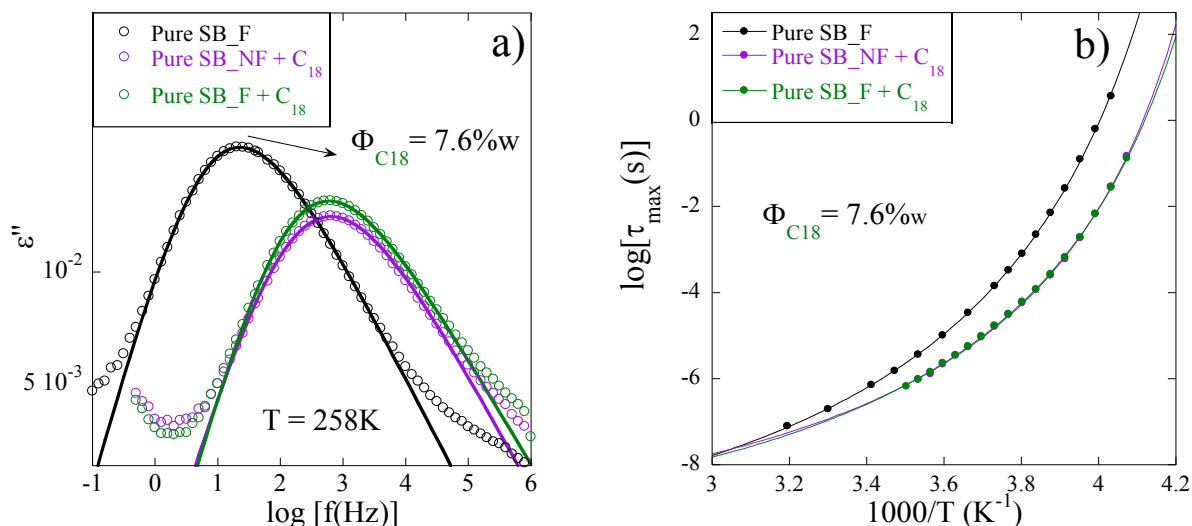 Pure SB_F
Pure SB_NF + C18
Pure SB_F + C18
a)
ΦC18 = 7.6%w
ε"
10-2
5 10-3
T = 258K
-1 0 1 2 3 4 5 6
log [f(Hz)]
Pure SB_F
Pure SB_NF + C18
Pure SB_F + C18
b)
log[τmax(s)]
2
0
-2
-4
-6
-8
ΦC18 = 7.6%w
3 3.2 3.4 3.6 3.8 4 4.2
1000/T (K-1)